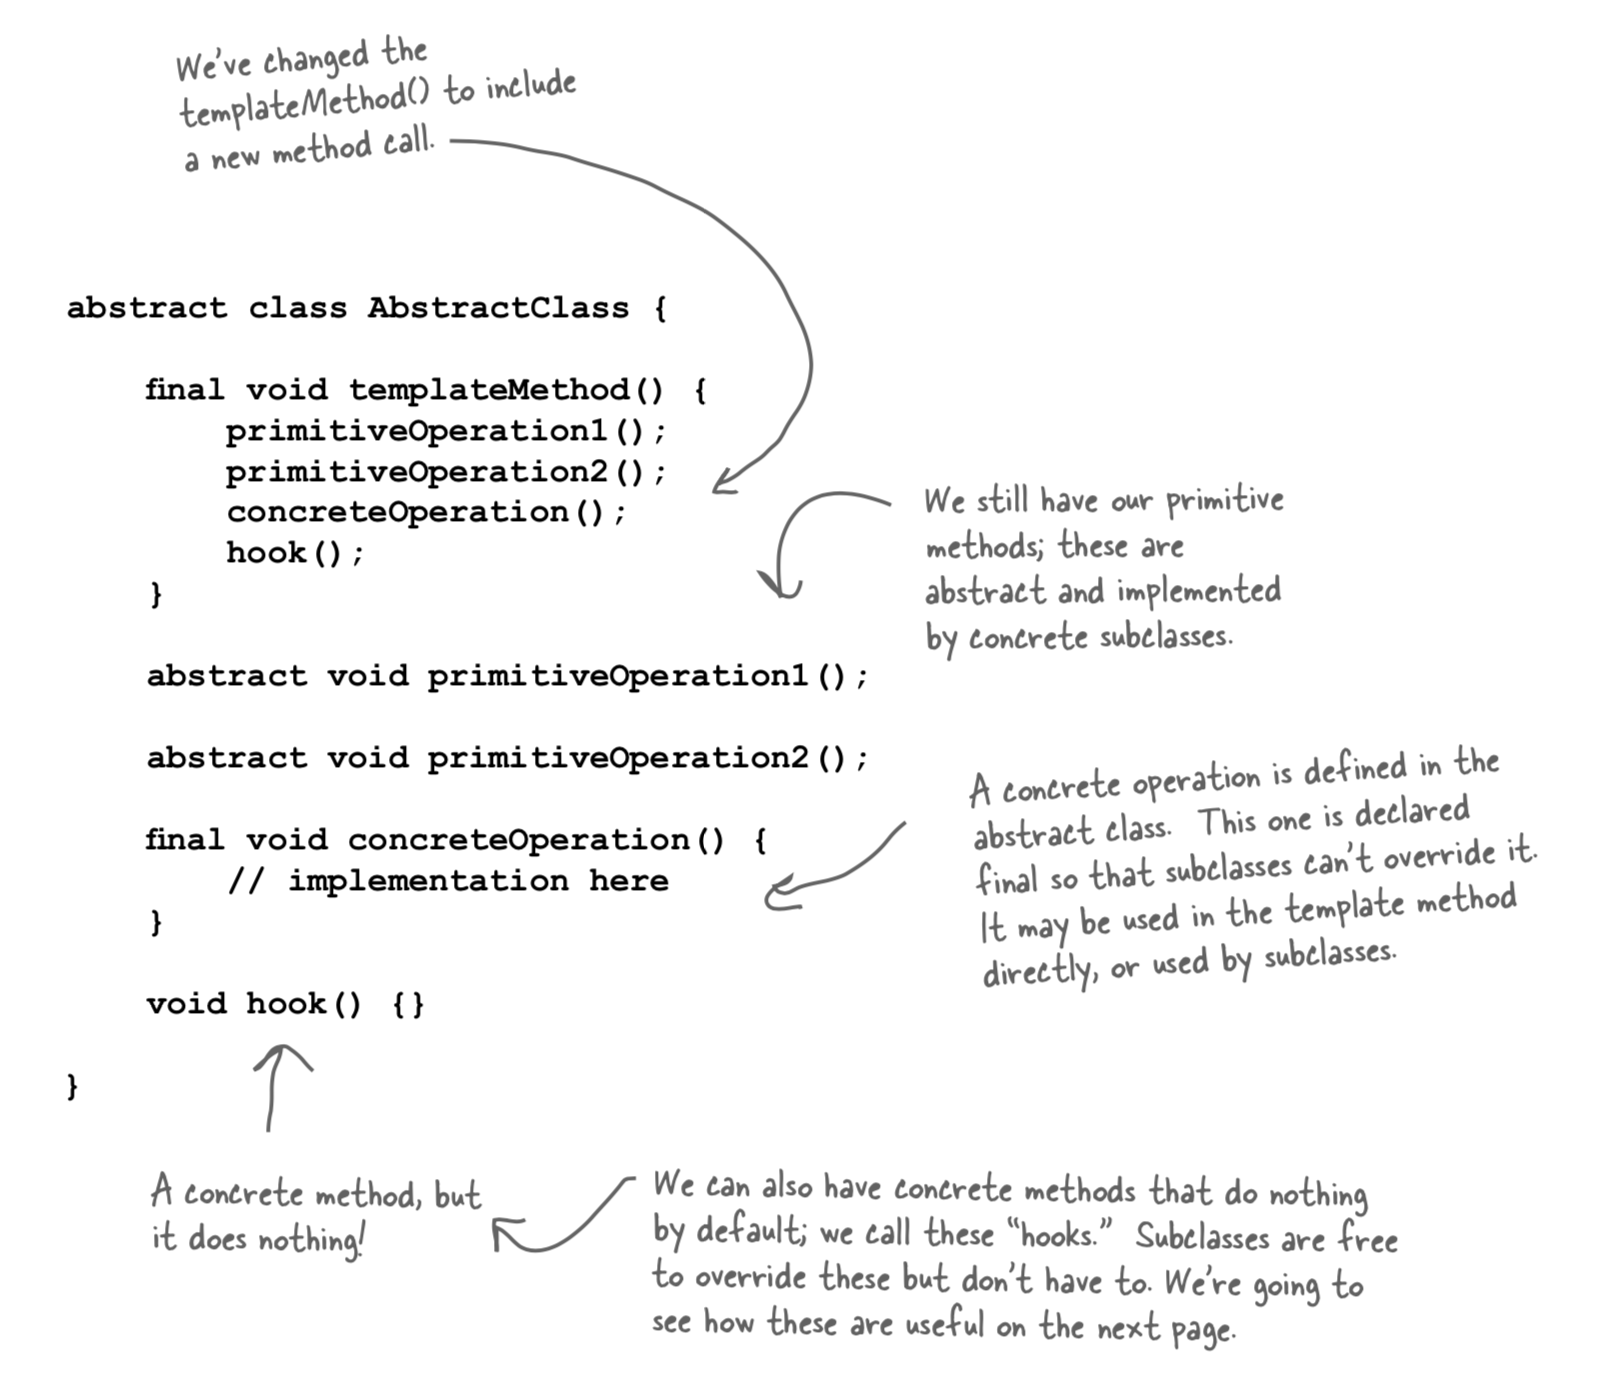 We've changed the
templateMethod() to include
a new method call.
abstract class AbstractClass {
final void templateMethod() {
primitiveOperation1();
primitiveOperation2();
concreteOperation();
hook();
}
We still have our primitive
methods; these are
abstract and implemented
by concrete subclasses.
abstract void primitiveOperation1();
abstract void primitiveOperation2();
final void concreteOperation() {
// implementation here
}
A concrete operation is defined in the
abstract class. This one is declared
final so that subclasses can't override it.
It may be used in the template method
directly, or used by subclasses.
void hook() {}
}
A concrete method, but
it does nothing!
We can also have concrete methods that do nothing
by default; we call these “hooks.” Subclasses are free
to override these but don't have to. We're going to
see how these are useful on the next page.